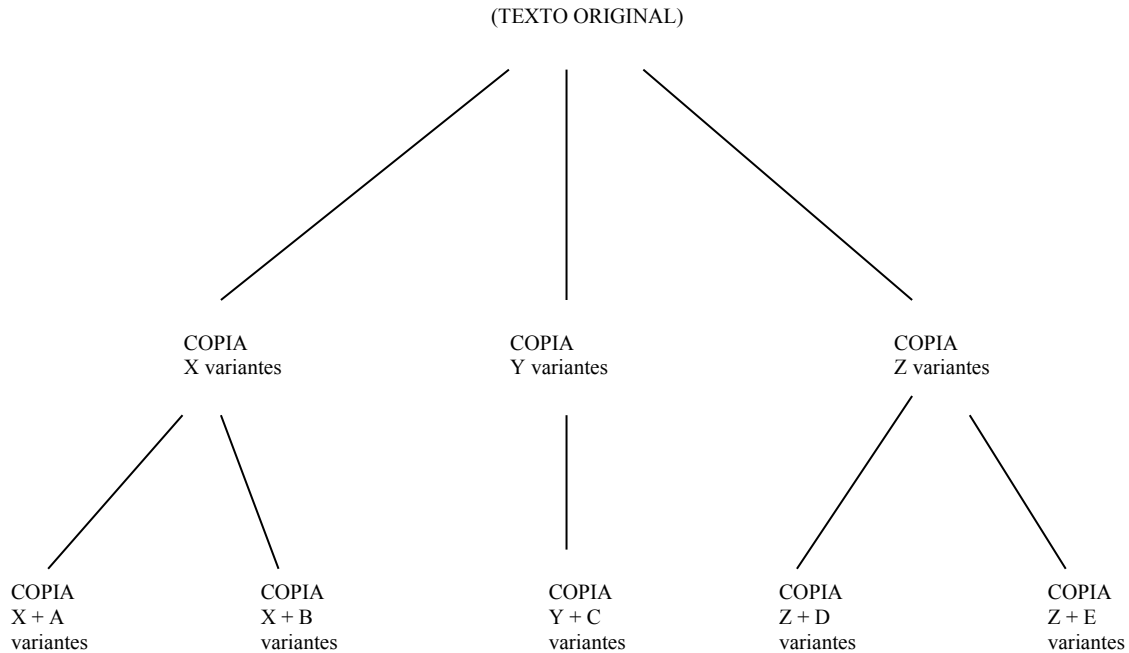 (TEXTO ORIGINAL)
COPIA
X variantes
COPIA
Y variantes
COPIA
Z variantes
COPIA
X + A
variantes
COPIA
X + B
variantes
COPIA
Y + C
variantes
COPIA
Z + D
variantes
COPIA
Z + E
variantes